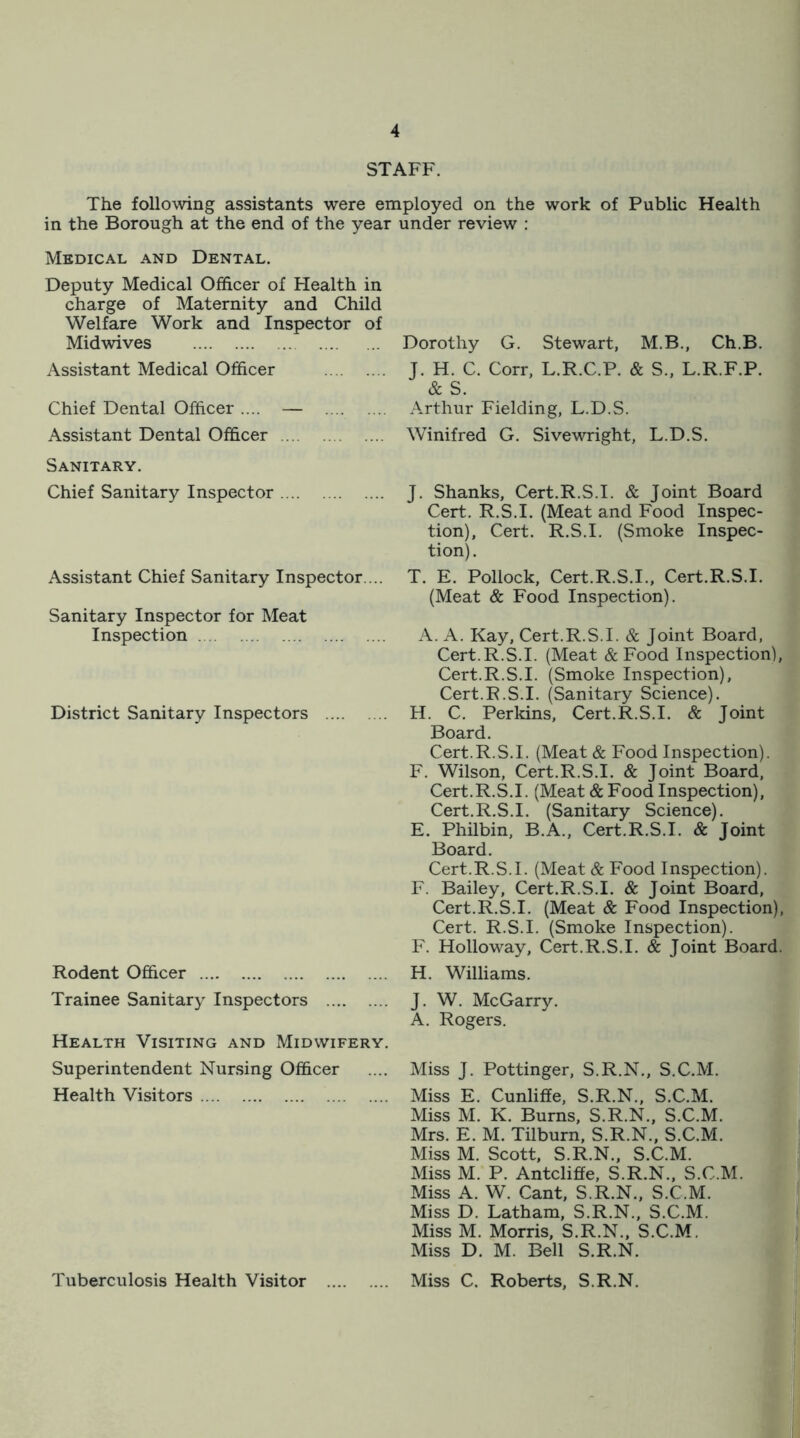 4
STAFF.
The following assistants were employed on the work of Public Health
in the Borough at the end of the year under review :
MEDICAL AND DENTAL.
Deputy Medical Officer of Health in
charge of Maternity and Child
Welfare Work and Inspector of
Midwives .... .... .... .... ... Dorothy G. Stewart, M.B., Ch.B.
Assistant Medical Officer .... .... J. H. C. Corr, L.R.C.P. & S., L.R.F.P.
& S.
Chief Dental Officer .... — .... .... Arthur Fielding, L.D.S.
Assistant Dental Officer .... .... .... Winifred G. Sivewright, L.D.S.
SANITARY.
Chief Sanitary Inspector .... .... .... J. Shanks, Cert.R.S.I. & Joint Board
Cert. R.S.I. (Meat and Food Inspec-
tion), Cert. R.S.I. (Smoke Inspec-
tion).
Assistant Chief Sanitary Inspector.... T. E. Pollock, Cert.R.S.I., Cert.R.S.I.
(Meat & Food Inspection).
Sanitary Inspector for Meat
Inspection .... .... .... .... .... A. A. Kay, Cert.R.S.I. & Joint Board,
Cert.R.S.I. (Meat & Food Inspection),
Cert.R.S.I. (Smoke Inspection),
Cert.R.S.I. (Sanitary Science).
District Sanitary Inspectors .... .... H. C. Perkins, Cert.R.S.I. & Joint
Board.
Cert.R.S.I. (Meat & Food Inspection).
F. Wilson, Cert.R.S.I. & Joint Board,
Cert.R.S.I. (Meat & Food Inspection),
Cert.R.S.I. (Sanitary Science).
E. Philbin, B.A., Cert.R.S.I. & Joint
Board.
Cert.R.S.I. (Meat & Food Inspection).
F. Bailey, Cert.R.S.I. & Joint Board,
Cert.R.S.I. (Meat & Food Inspection),
Cert. R.S.I. (Smoke Inspection).
F. Holloway, Cert.R.S.I. & Joint Board.
Rodent Officer .... .... .... .... .... H. Williams.
Trainee Sanitary Inspectors .... .... J. W. McGarry.
A. Rogers.
HEALTH VISITING AND MIDWIFERY.
Superintendent Nursing Officer .... Miss J. Pottinger, S.R.N., S.C.M.
Health Visitors .... .... .... .... .... Miss E. Cunliffe, S.R.N., S.C.M.
Miss M. K. Burns, S.R.N., S.C.M.
Mrs. E. M. Tilburn, S.R.N., S.C.M.
Miss M. Scott, S.R.N., S.C.M.
Miss M. P. Antcliffe, S.R.N., S.C.M.
Miss A. W. Cant, S.R.N., S.C.M.
Miss D. Latham, S.R.N., S.C.M.
Miss M. Morris, S.R.N., S.C.M.
Miss D. M. Bell S.R.N.
Tuberculosis Health Visitor .... .... Miss C. Roberts, S.R.N.